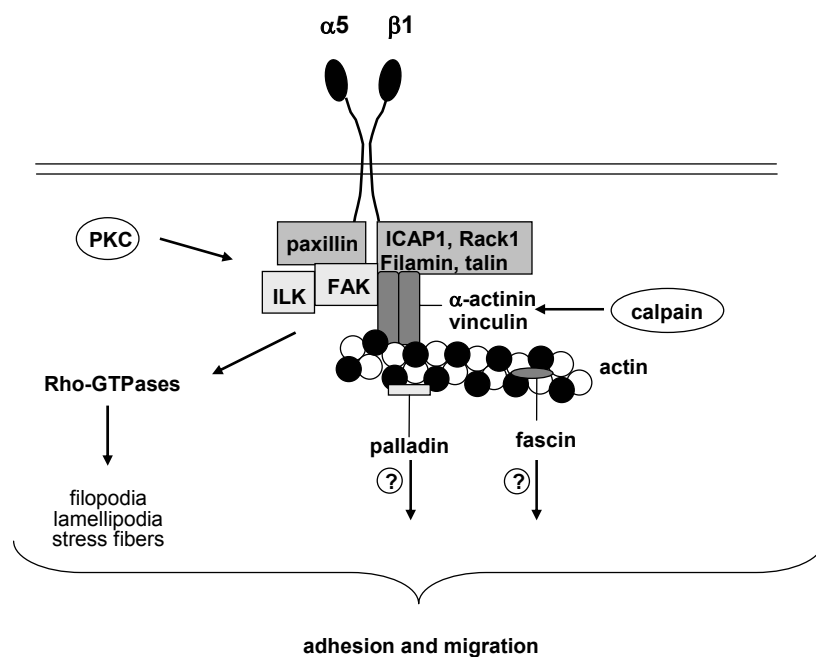 α5 β1
PKC
paxillin
ICAP1, Rack1
Filamin, talin
ILK
FAK
α-actinin
vinculin
calpain
actin
Rho-GTPases
palladin
fascin
?
?
filopodia
lamellipodia
stress fibers
adhesion and migration